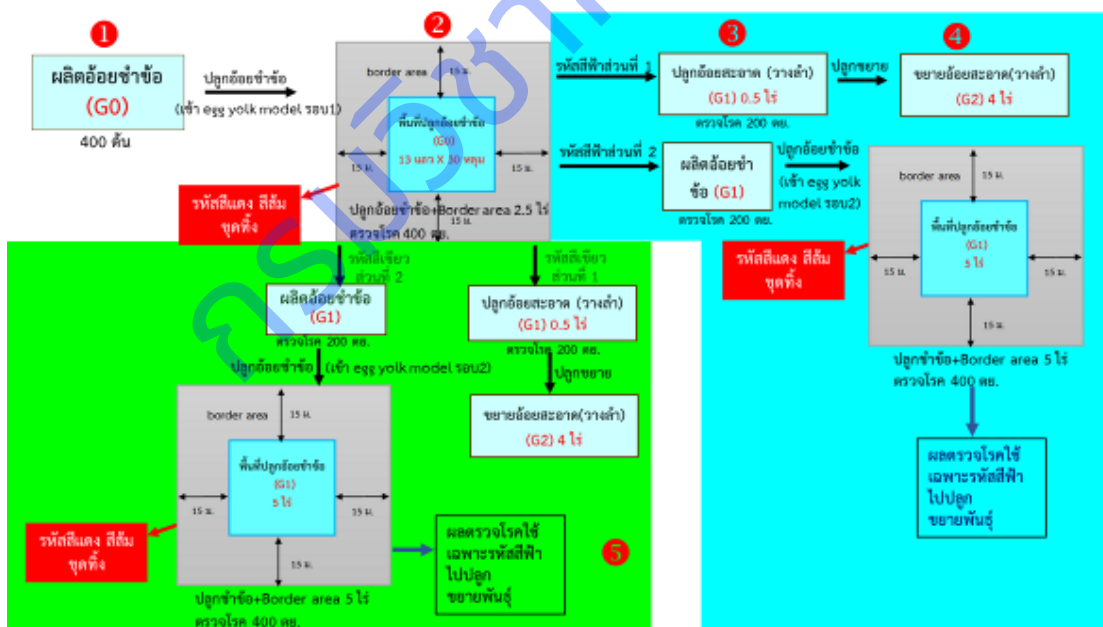 1
ผลิตอ้อยชำข้อ
(G0)
400 ต้น
ปลูกอ้อยชำข้อ
(เข้า egg yolk model รอบ1)
2
border area
15 ม.
พื้นที่ปลูกอ้อยชำข้อ
(G0)
13 แถว X 30 หลุม
15 ม.
15 ม.
15 ม.
ปลูกอ้อยชำข้อ+Border area 2.5 ไร่
ตรวจโรค 400 ตย.
รหัสสีแดง สีส้ม
ขุดทิ้ง
รหัสสีฟ้าส่วนที่ 1
3
ปลูกอ้อยสะอาด (วางลำ)
(G1) 0.5 ไร่
ตรวจโรค 200 ตย.
ปลูกขยาย
4
ขยายอ้อยสะอาด(วางลำ)
(G2) 4 ไร่
รหัสสีฟ้าส่วนที่ 2
ผลิตอ้อยชำ
ข้อ (G1)
ตรวจโรค 200 ตย.
ปลูกอ้อยชำข้อ
(เข้า egg yolk
model รอบ2)
border area
15 ม.
พื้นที่ปลูกอ้อยชำข้อ
(G1)
5 ไร่
15 ม.
15 ม.
15 ม.
รหัสสีแดง สีส้ม
ขุดทิ้ง
ปลูกชำข้อ+Border area 5 ไร่
ตรวจโรค 400 ตย.
ผลตรวจโรคใช้
เฉพาะรหัสสีฟ้า
ไปปลูก
ขยายพันธุ์
รหัสสีเขียว
ส่วนที่ 2
ผลิตอ้อยชำข้อ
(G1)
ตรวจโรค 200 ตย.
ปลูกอ้อยชำข้อ (เข้า egg yolk model รอบ2)
รหัสสีเขียว
ส่วนที่ 1
ปลูกอ้อยสะอาด (วางลำ)
(G1) 0.5 ไร่
ตรวจโรค 200 ตย.
ปลูกขยาย
ขยายอ้อยสะอาด(วางลำ)
(G2) 4 ไร่
border area
15 ม.
พื้นที่ปลูกอ้อยชำข้อ
(G1)
5 ไร่
15 ม.
15 ม.
15 ม.
รหัสสีแดง สีส้ม
ขุดทิ้ง
ปลูกชำข้อ+Border area 5 ไร่
ตรวจโรค 400 ตย.
ผลตรวจโรคใช้
เฉพาะรหัสสีฟ้า
ไปปลูก
ขยายพันธุ์
5